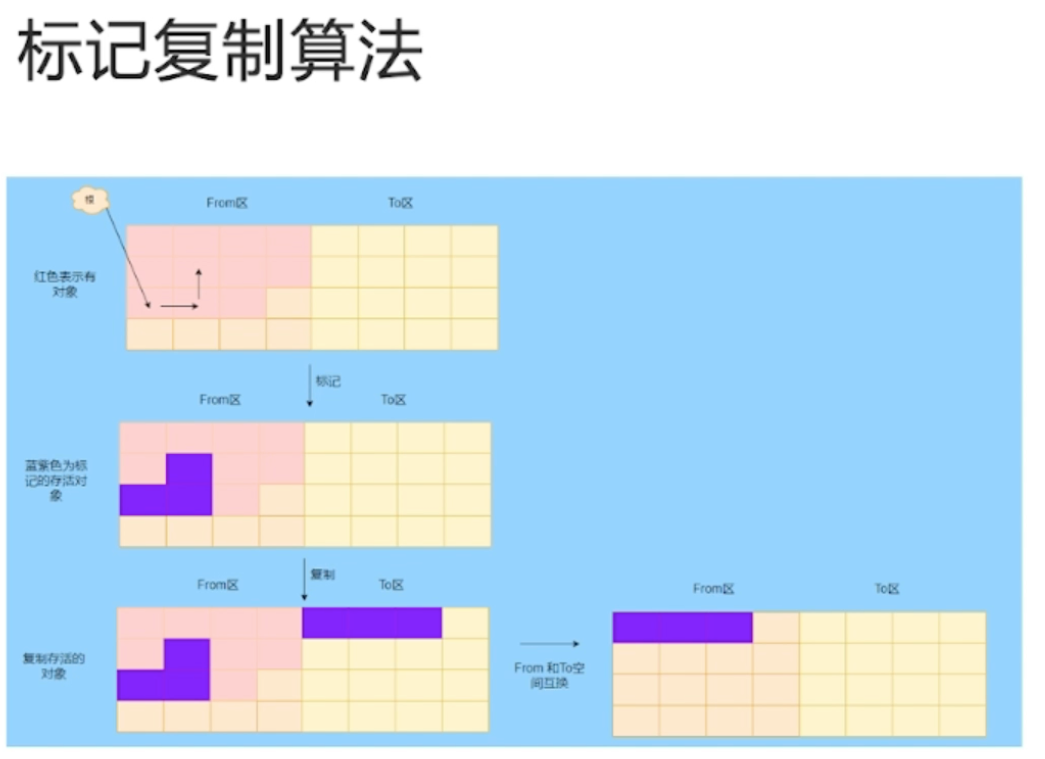 标记复制算法
根
From区
To区
红色表示有
对象
标记
From区
To区
蓝紫色为标
记的存活对
象
复制
From区
To区
复制存活的
对象
From 和To空
间互换
From区
To区